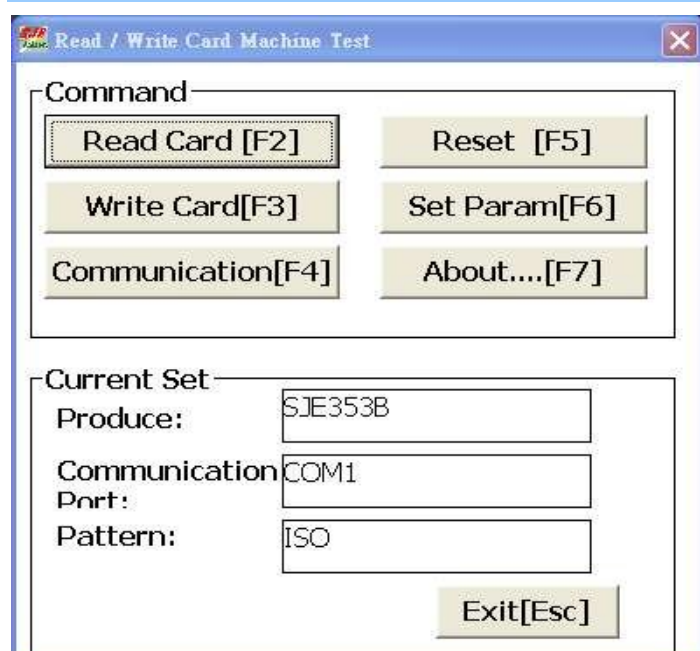 Read / Write Card Machine Test
Command
Read Card [F2]
Reset [F5]
Write Card[F3]
Set Param[F6]
Communication[F4]
About....[F7]
Current Set
Produce:
SJE353B
Communication
Port:
COM1
Pattern:
ISO
Exit[Esc]